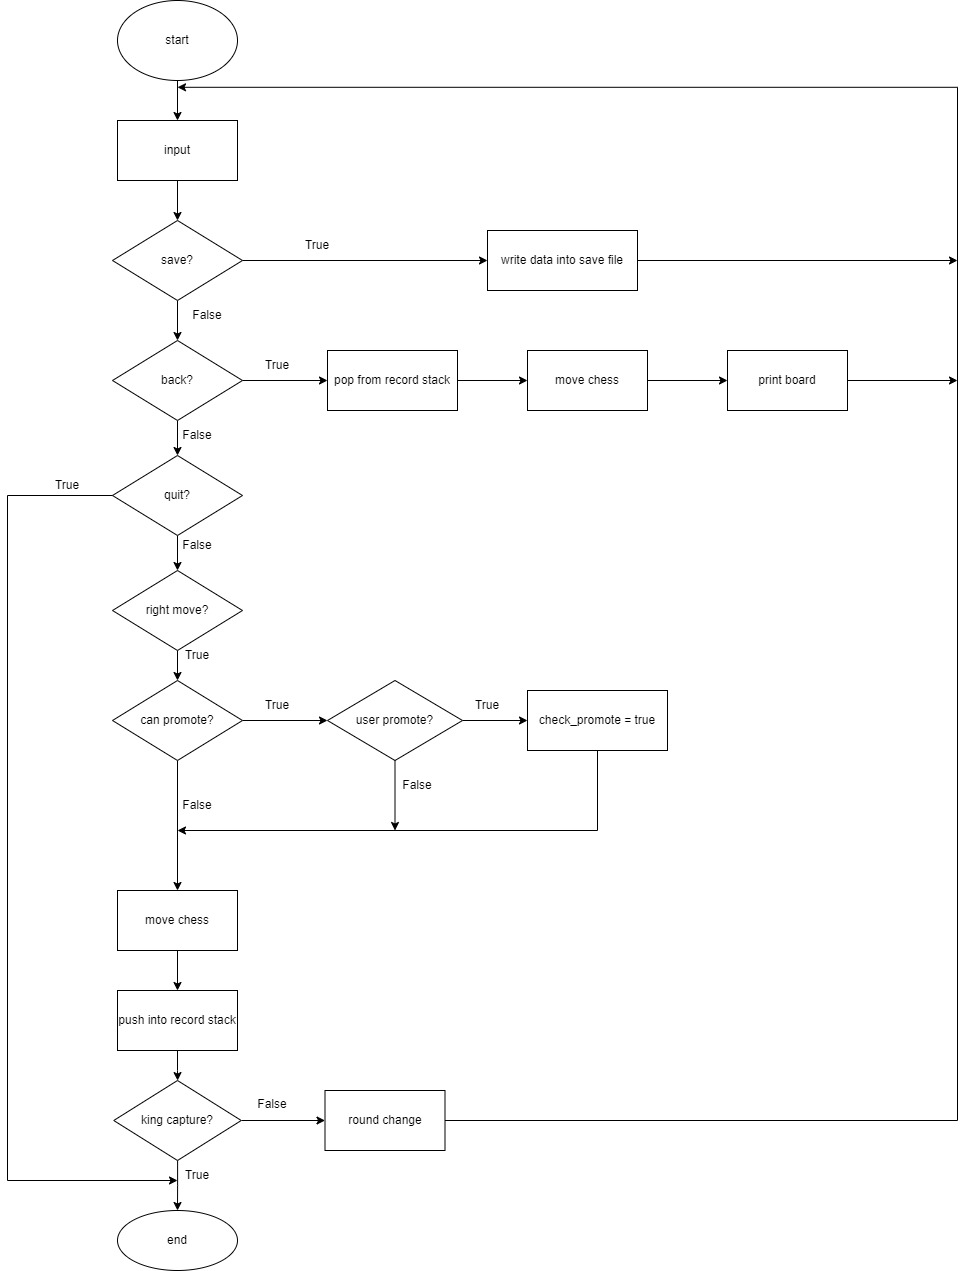 start
input
save?
True
write data into save file
False
back?
True
pop from record stack
move chess
print board
False
quit?
True
False
right move?
True
can promote?
True
user promote?
True
check_promote = true
False
False
move chess
push into record stack
king capture?
False
round change
True
end